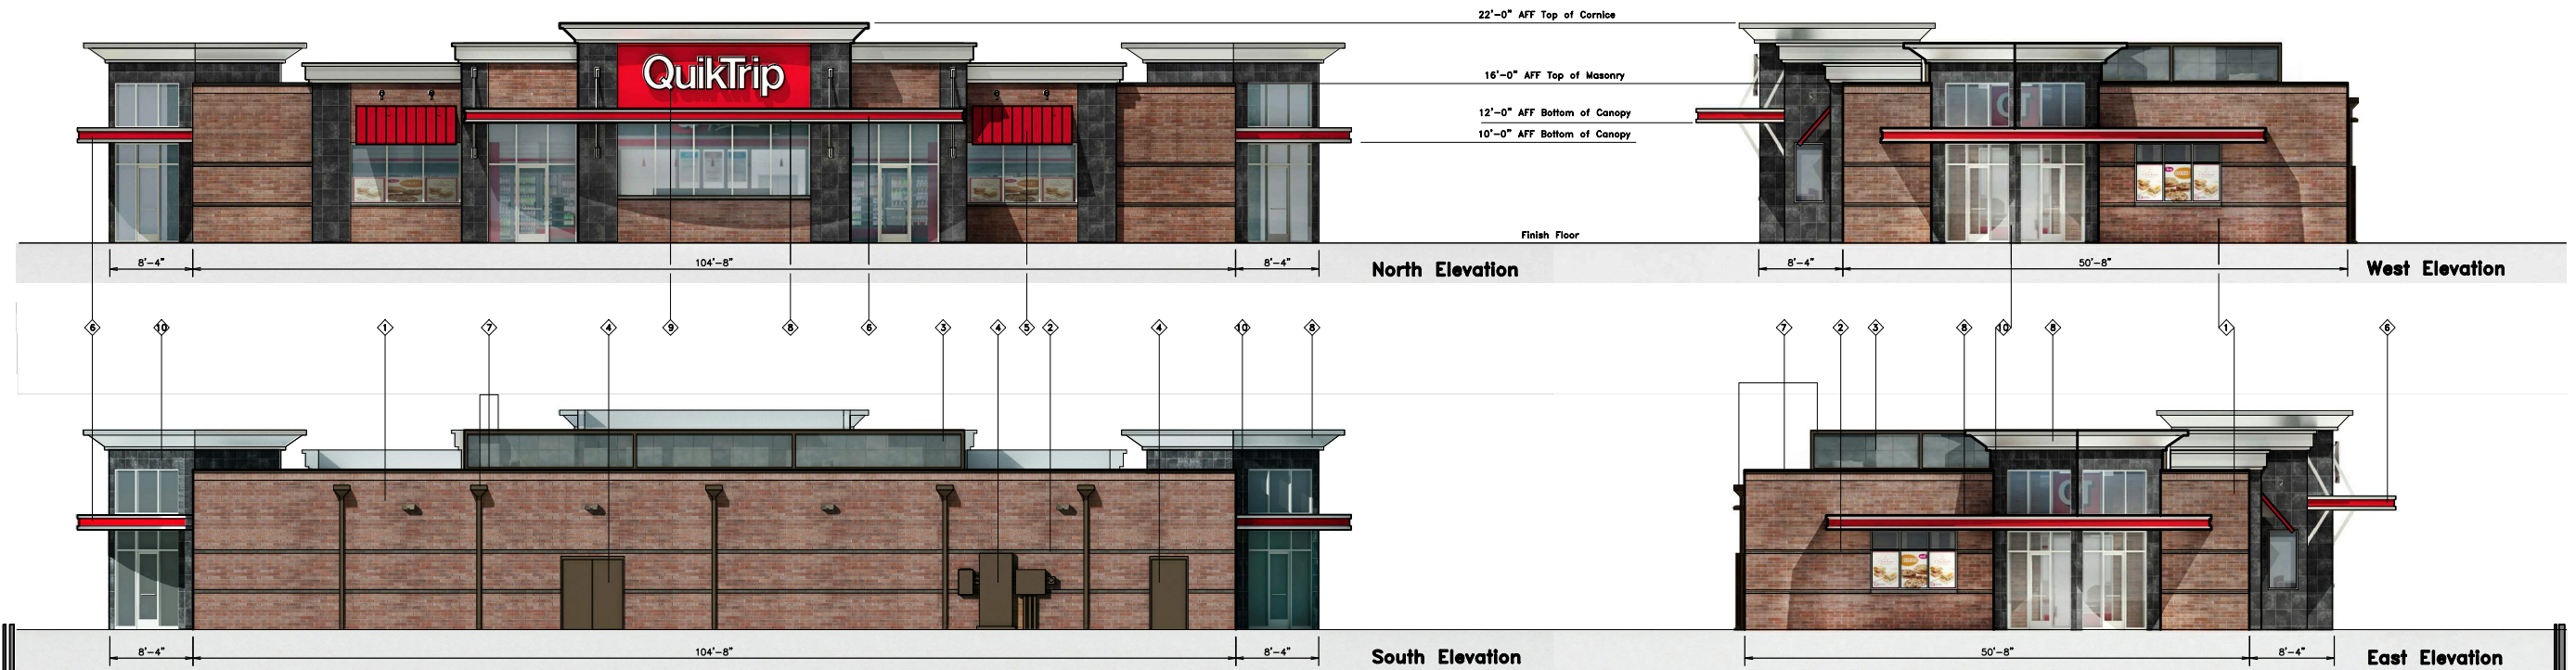 22'-0" AFF Top of Cornice
QuikTrip
16'-0" AFF Top of Masonry
12'-0" AFF Bottom of Canopy
10'-0" AFF Bottom of Canopy
Finish Floor
8'-4" 104'-8" 8'-4" North Elevation
8'-4" 50'-8" West Elevation
6 10 1 7 4 9 8 6 3 4 5 2 4 10 8
7 2 3 8 10 8 1 6
8'-4" 104'-8" 8'-4" South Elevation
50'-8" 8'-4" East Elevation